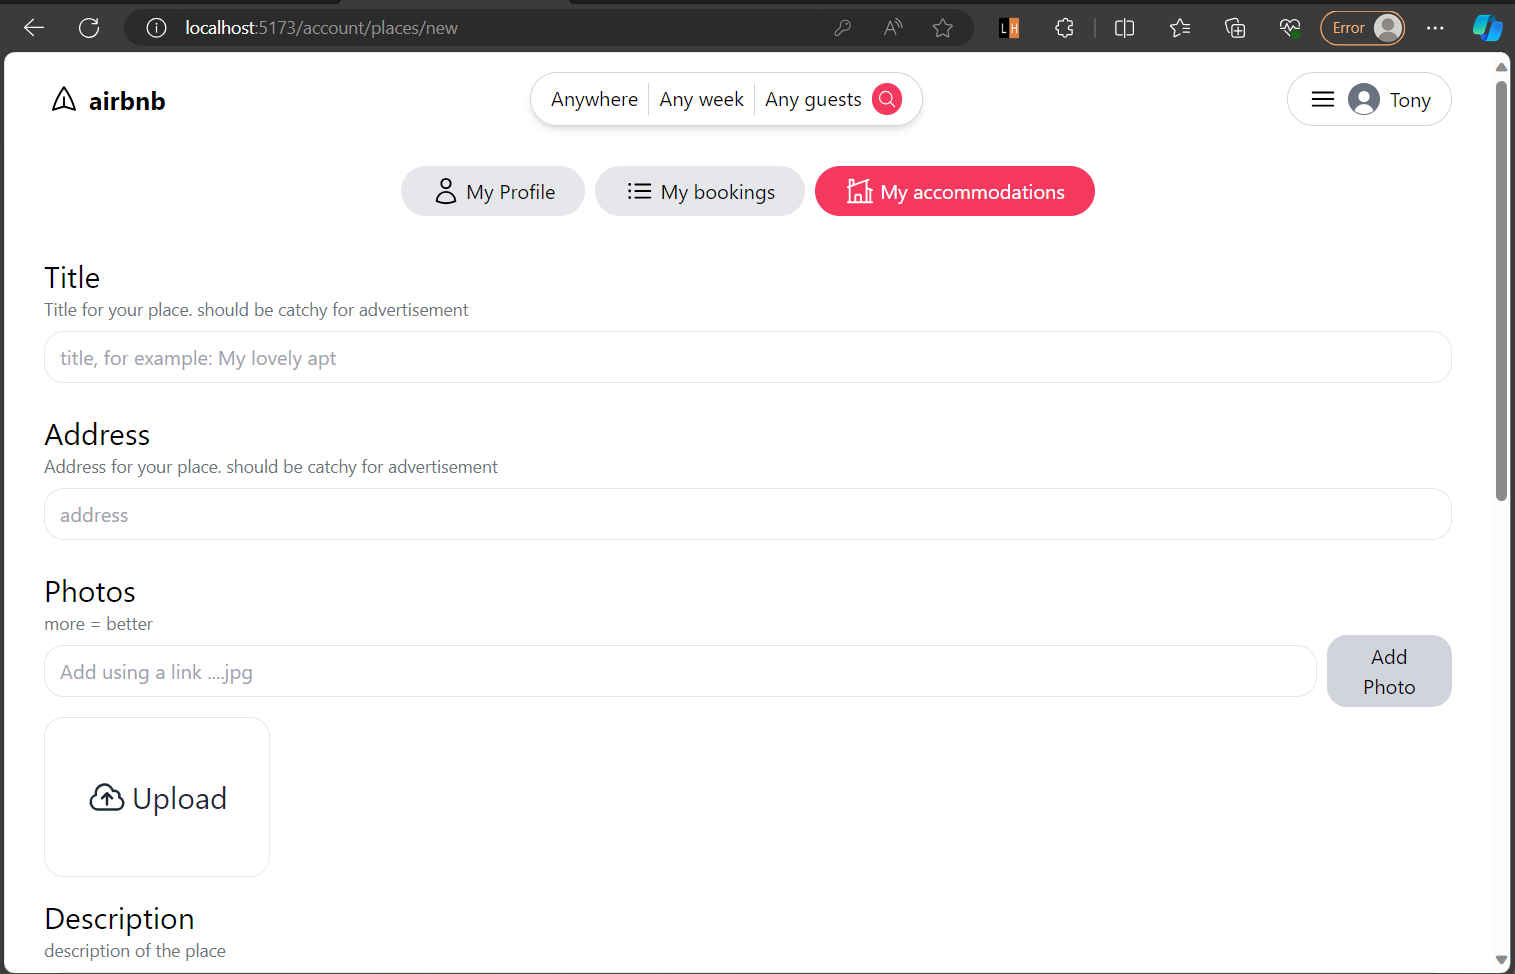 localhost:5173/account/places/new
A
L H
Error
airbnb
Anywhere Any week Any guests
Tony
My Profile My bookings My accommodations
Title
Title for your place. should be catchy for advertisement
title, for example: My lovely apt
Address
Address for your place. should be catchy for advertisement
address
Photos
more = better
Add using a link ....jpg
Add
Photo
Upload
Description
description of the place